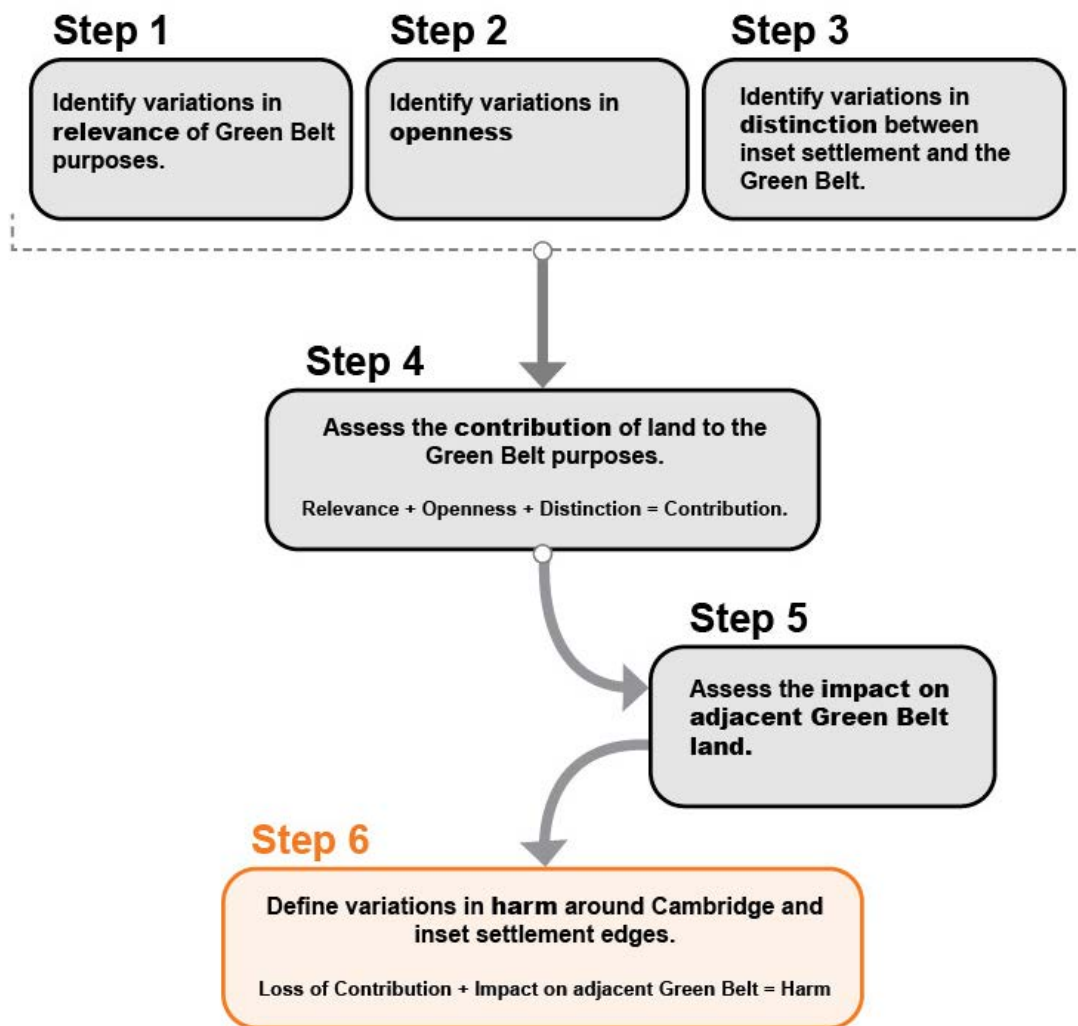 Step 1
Identify variations in
relevance of Green Belt
purposes.
Step 2
Identify variations in
openness
Step 3
Identify variations in
distinction between
inset settlement and the
Green Belt.
Step 4
Assess the contribution of land to the
Green Belt purposes.
Relevance + Openness + Distinction = Contribution.
Step 5
Assess the impact on
adjacent Green Belt
land.
Step 6
Define variations in harm around Cambridge and
inset settlement edges.
Loss of Contribution + Impact on adjacent Green Belt = Harm